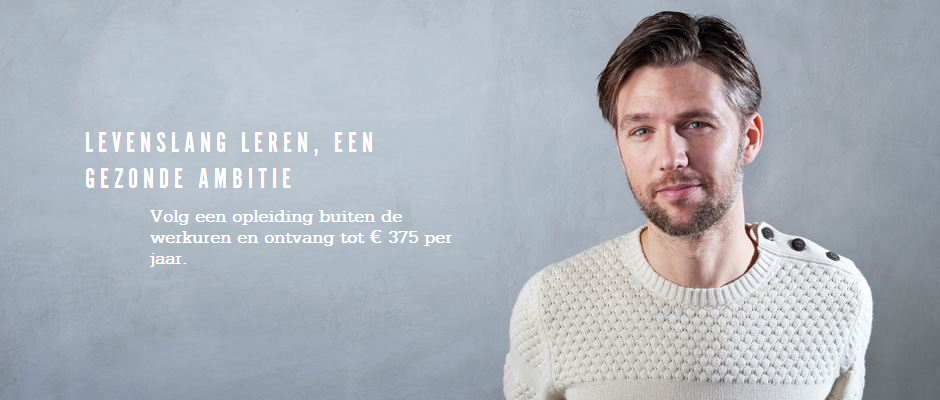 LEVENSLANG LEREN, EEN
GEZONDE AMBITIE
Volg een opleiding buiten de
werkuren en ontvang tot € 375 per
jaar.